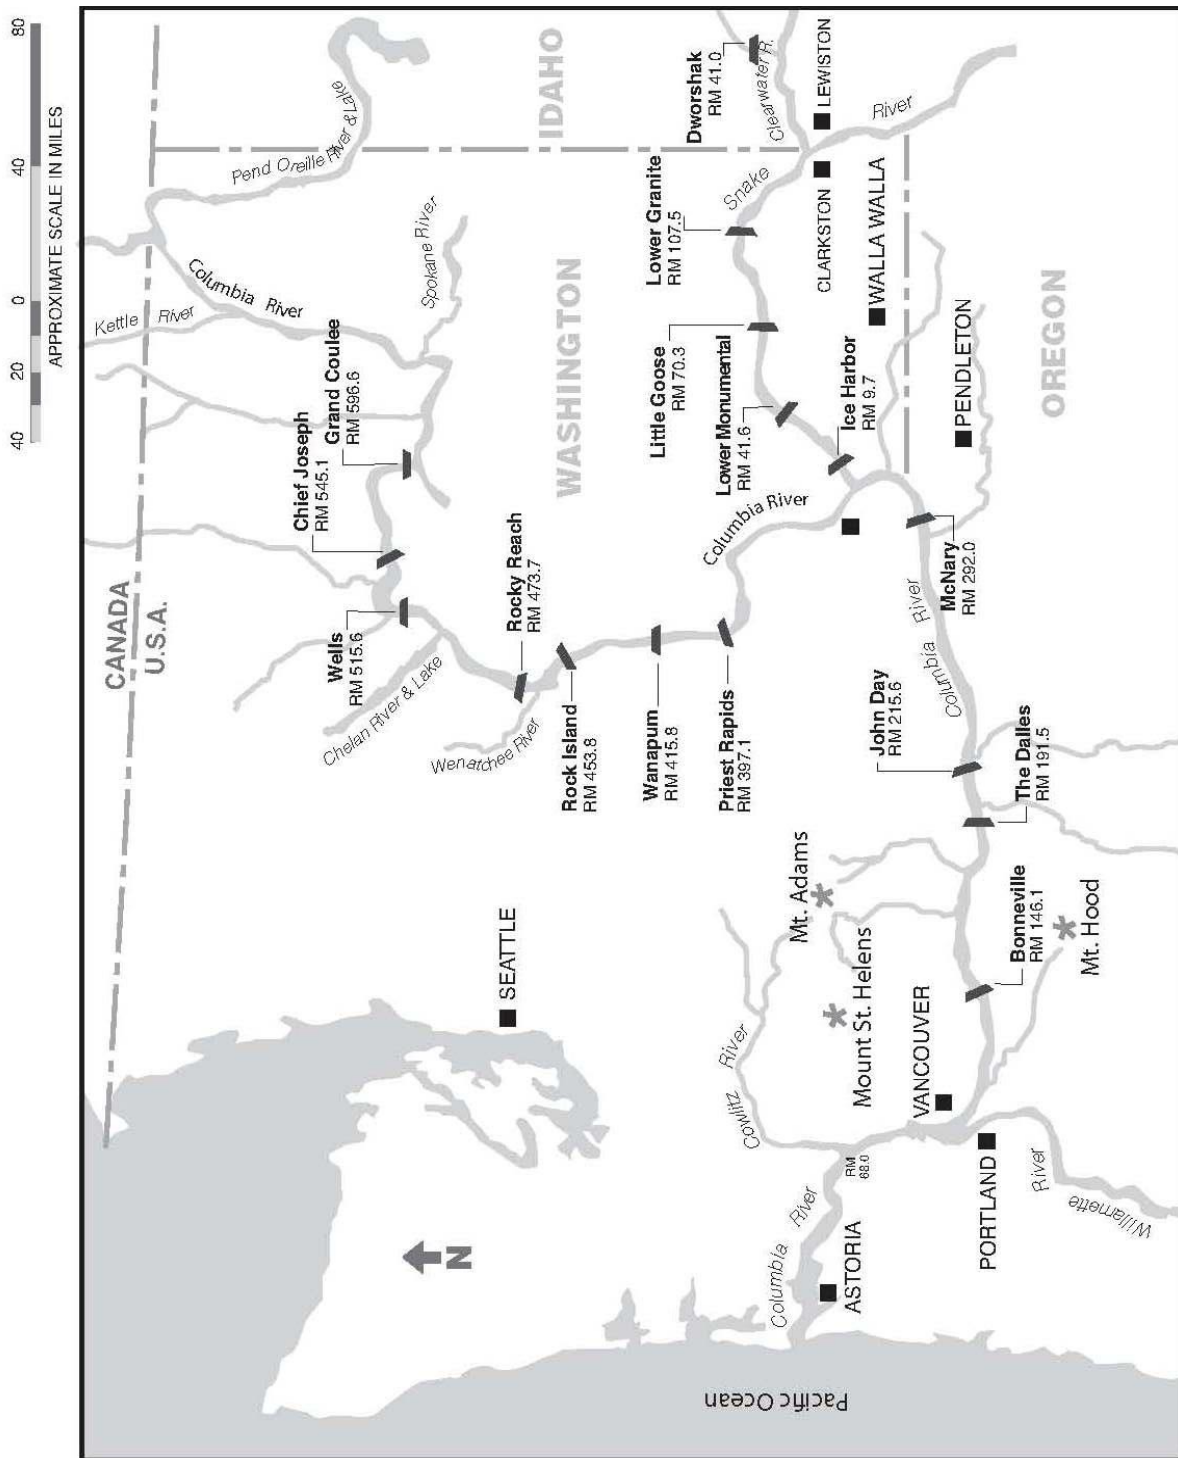 CANADA
U.S.A.
Kettle River
Columbia River
Pend Oreille River & Lake
Spokane River
Chief Joseph
RM 545.1
Grand Coulee
RM 596.6
Wells
RM 515.6
Chelan River & Lake
Rocky Reach
RM 473.7
Wenatchee River
SEATTLE
WASHINGTON
IDAHO
Rock Island
RM 453.8
Wanapum
RM 415.8
Priest Rapids
RM 397.1
Columbia River
Little Goose
RM 70.3
Lower Granite
RM 107.5
Dworshak
RM 41.0
Clearwater R.
Lower Monumental
RM 41.6
Snake
River
Ice Harbor
RM 9.7
CLARKSTON
LEWISTON
WALLA WALLA
PENDLETON
OREGON
McNary
RM 292.0
Columbia River
John Day
RM 215.6
The Dalles
RM 191.5
Mt. Adams
Mount St. Helens
Mt. Hood
Bonneville
RM 146.1
Cowlitz River
VANCOUVER
RM
68.0
PORTLAND
Willamette River
Columbia River
ASTORIA
Pacific Ocean
N
40 20 0 40 80
APPROXIMATE SCALE IN MILES